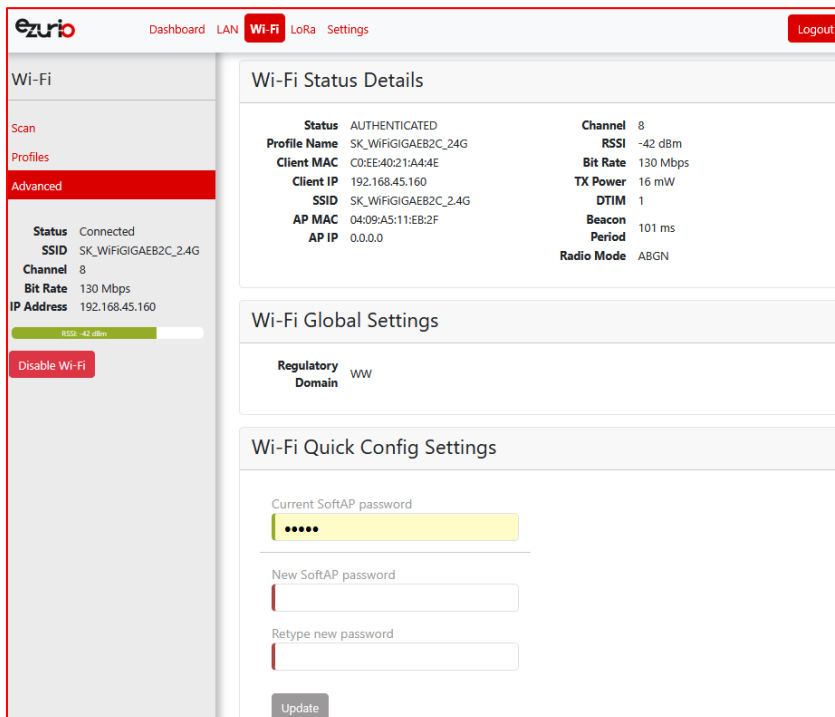 ezurio
Dashboard LAN Wi-Fi LoRa Settings Logout
Wi-Fi
Scan
Profiles
Advanced
Status Connected
SSID SK_WiFiGIGAEB2C_2.4G
Channel 8
Bit Rate 130 Mbps
IP Address 192.168.45.160
RSSI: -42 dBm
Disable Wi-Fi
Wi-Fi Status Details
Status AUTHENTICATED
Profile Name SK_WiFiGIGAEB2C_24G
Client MAC C0:EE:40:21:A4:4E
Client IP 192.168.45.160
SSID SK_WiFiGIGAEB2C_2.4G
AP MAC 04:09:A5:11:EB:2F
AP IP 0.0.0.0
Channel 8
RSSI -42 dBm
Bit Rate 130 Mbps
TX Power 16 mW
DTIM 1
Beacon
Period 101 ms
Radio Mode ABGN
Wi-Fi Global Settings
Regulatory
Domain WW
Wi-Fi Quick Config Settings
Current SoftAP password
•••••
New SoftAP password
Retype new password
Update